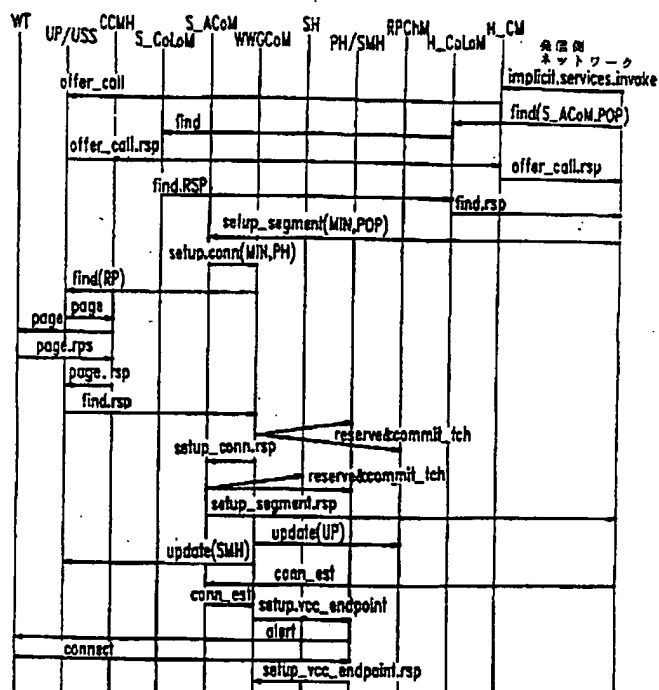 WT
UP/USS
CCMH
S_CoLoM
S_ACoM
WWGCoM
SH
PH/SMH
RPChM
H_CoLoM
H_CM
発信側
ネットワーク
implicit.services.invoke
offer_call
find(S_ACoM.POP)
find
offer_call.rsp
offer_call.rsp
find.RSP
find.rsp
setup_segment(MIN,POP)
setup.conn(MIN,PH)
find(RP)
page
page
page.rps
page.rsp
find.rsp
reserve&commit_tch
setup_conn.rsp
reserve&commit_tch
setup_segment.rsp
update(UP)
update(SMH)
conn_est
conn_est
setup.vcc_endpoint
alert
connect
setup_vcc_endpoint.rsp